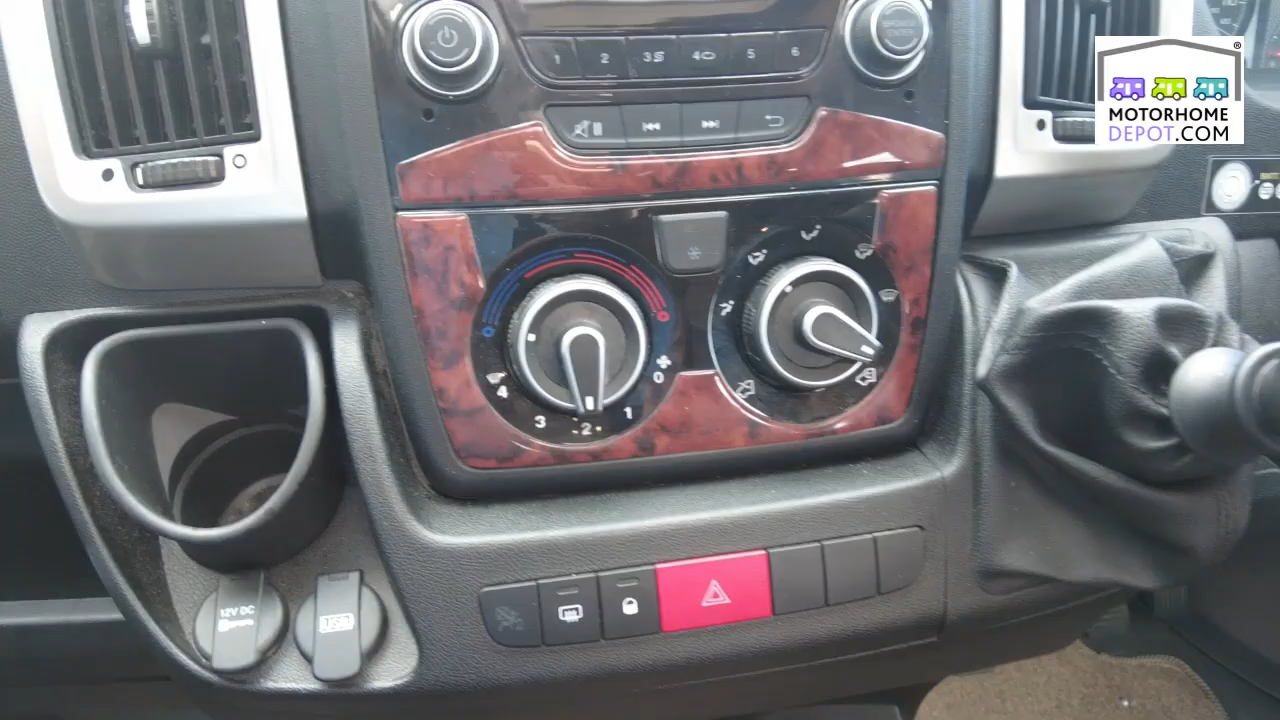 MOTORHOME
DEPOT.COM
®
1 2 3 4 5 6
4 0
3 1
2
12V DC
USB